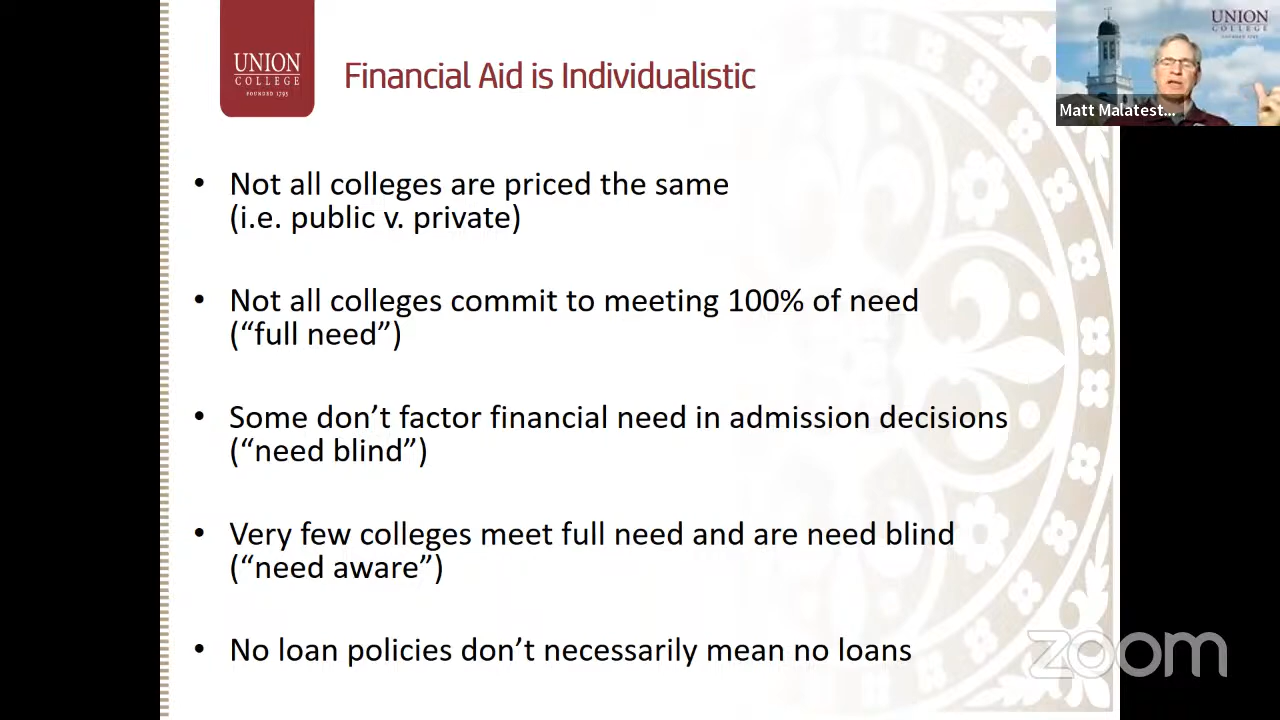 UNION
COLLEGE
FOUNDED 1795
Financial Aid is Individualistic
UNION
COLLEGE
FOUNDED 1795
Matt Malatest...
• Not all colleges are priced the same
(i.e. public v. private)
• Not all colleges commit to meeting 100% of need
(“full need”)
• Some don’t factor financial need in admission decisions
(“need blind”)
• Very few colleges meet full need and are need blind
(“need aware”)
• No loan policies don’t necessarily mean no loans
zoom